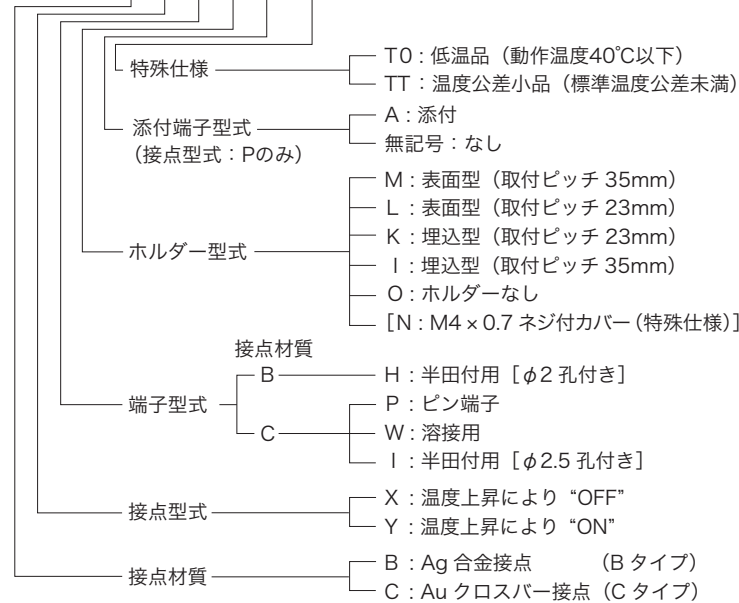 特殊仕様
T0：低温品（動作温度40℃以下）
TT：温度公差小品（標準温度公差未満）
添付端子型式
（接点型式：Pのみ）
A：添付
無記号：なし
ホルダー型式
M：表面型（取付ピッチ 35mm）
L：表面型（取付ピッチ 23mm）
K：埋込型（取付ピッチ 23mm）
I：埋込型（取付ピッチ 35mm）
O：ホルダーなし
［N：M4 × 0.7 ネジ付カバー（特殊仕様）］
接点材質
端子型式
B
H：半田付用［φ2 孔付き］
C
P：ピン端子
W：溶接用
I：半田付用［φ2.5 孔付き］
接点型式
X：温度上昇により “OFF”
Y：温度上昇により “ON”
接点材質
B：Ag 合金接点　　（B タイプ）
C：Au クロスバー接点（C タイプ）